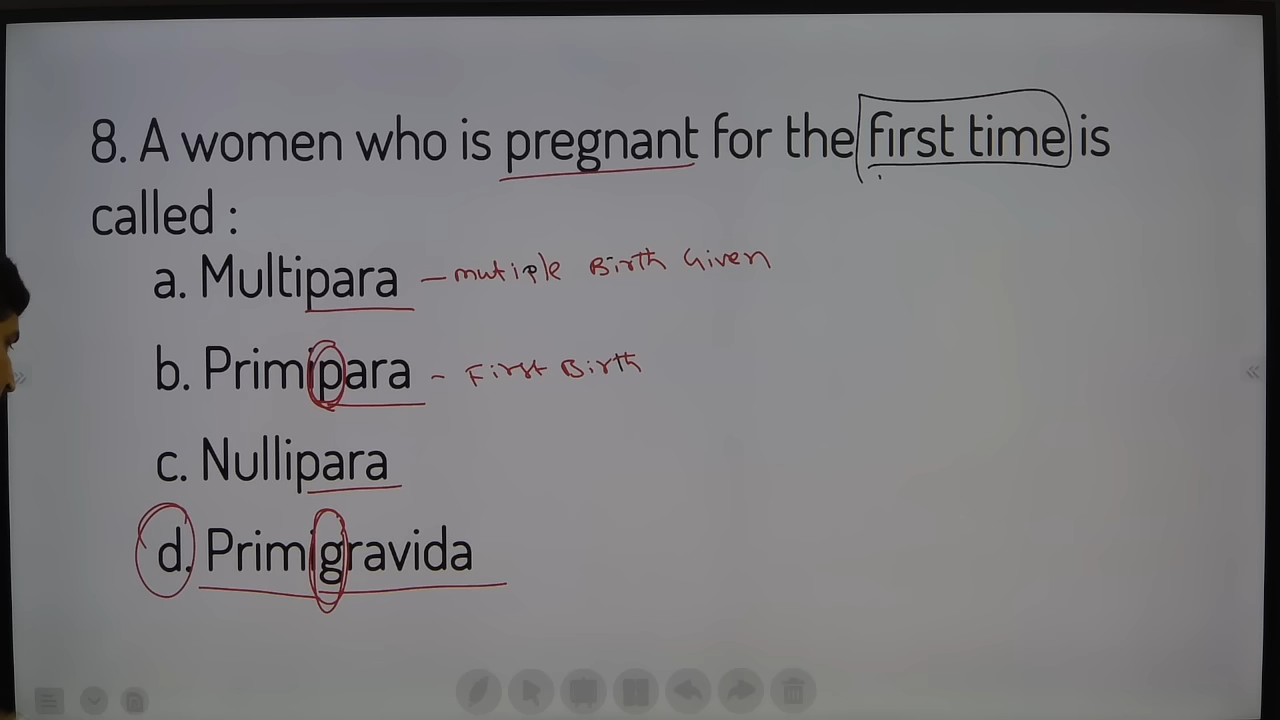 8. A women who is pregnant for the first time is
called :
a. Multipara - mutiple Birth Given
b. Primipara - First Birth
c. Nullipara
d. Primigravida